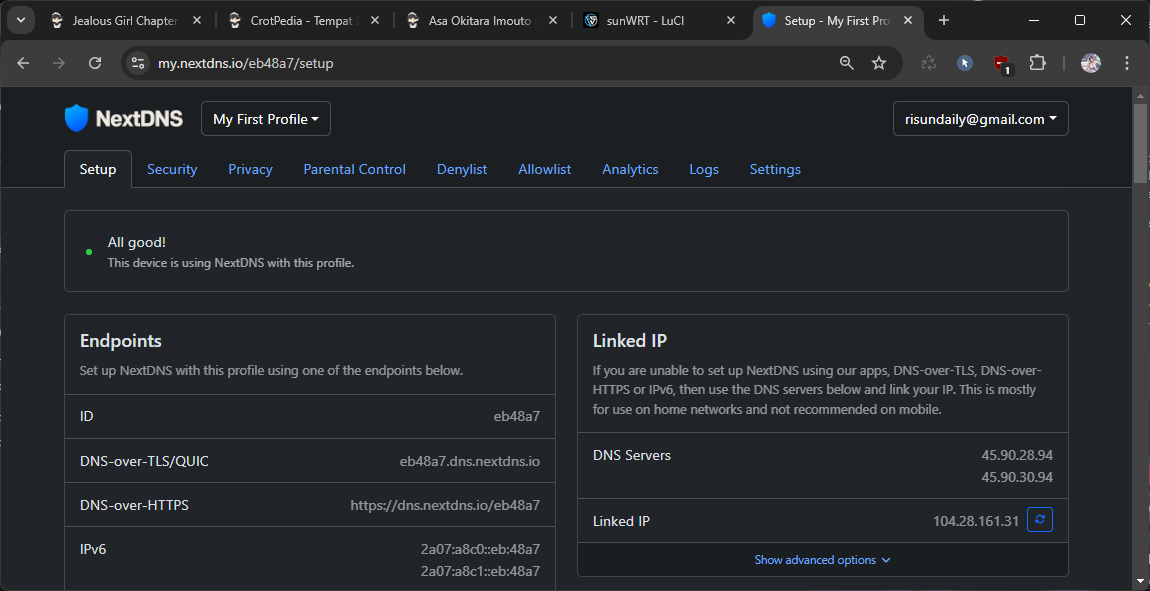 Jealous Girl Chapter
CrotPedia - Tempat
Asa Okitara Imouto
sunWRT - LuCI
Setup - My First Pro
my.nextdns.io/eb48a7/setup
1
NextDNS
My First Profile
risundaily@gmail.com
Setup
Security
Privacy
Parental Control
Denylist
Allowlist
Analytics
Logs
Settings
All good!
This device is using NextDNS with this profile.
Endpoints
Set up NextDNS with this profile using one of the endpoints below.
ID
eb48a7
DNS-over-TLS/QUIC
eb48a7.dns.nextdns.io
DNS-over-HTTPS
https://dns.nextdns.io/eb48a7
IPv6
2a07:a8c0::eb:48a7
2a07:a8c1::eb:48a7
Linked IP
If you are unable to set up NextDNS using our apps, DNS-over-TLS, DNS-over-
HTTPS or IPv6, then use the DNS servers below and link your IP. This is mostly
for use on home networks and not recommended on mobile.
DNS Servers
45.90.28.94
45.90.30.94
Linked IP
104.28.161.31
Show advanced options